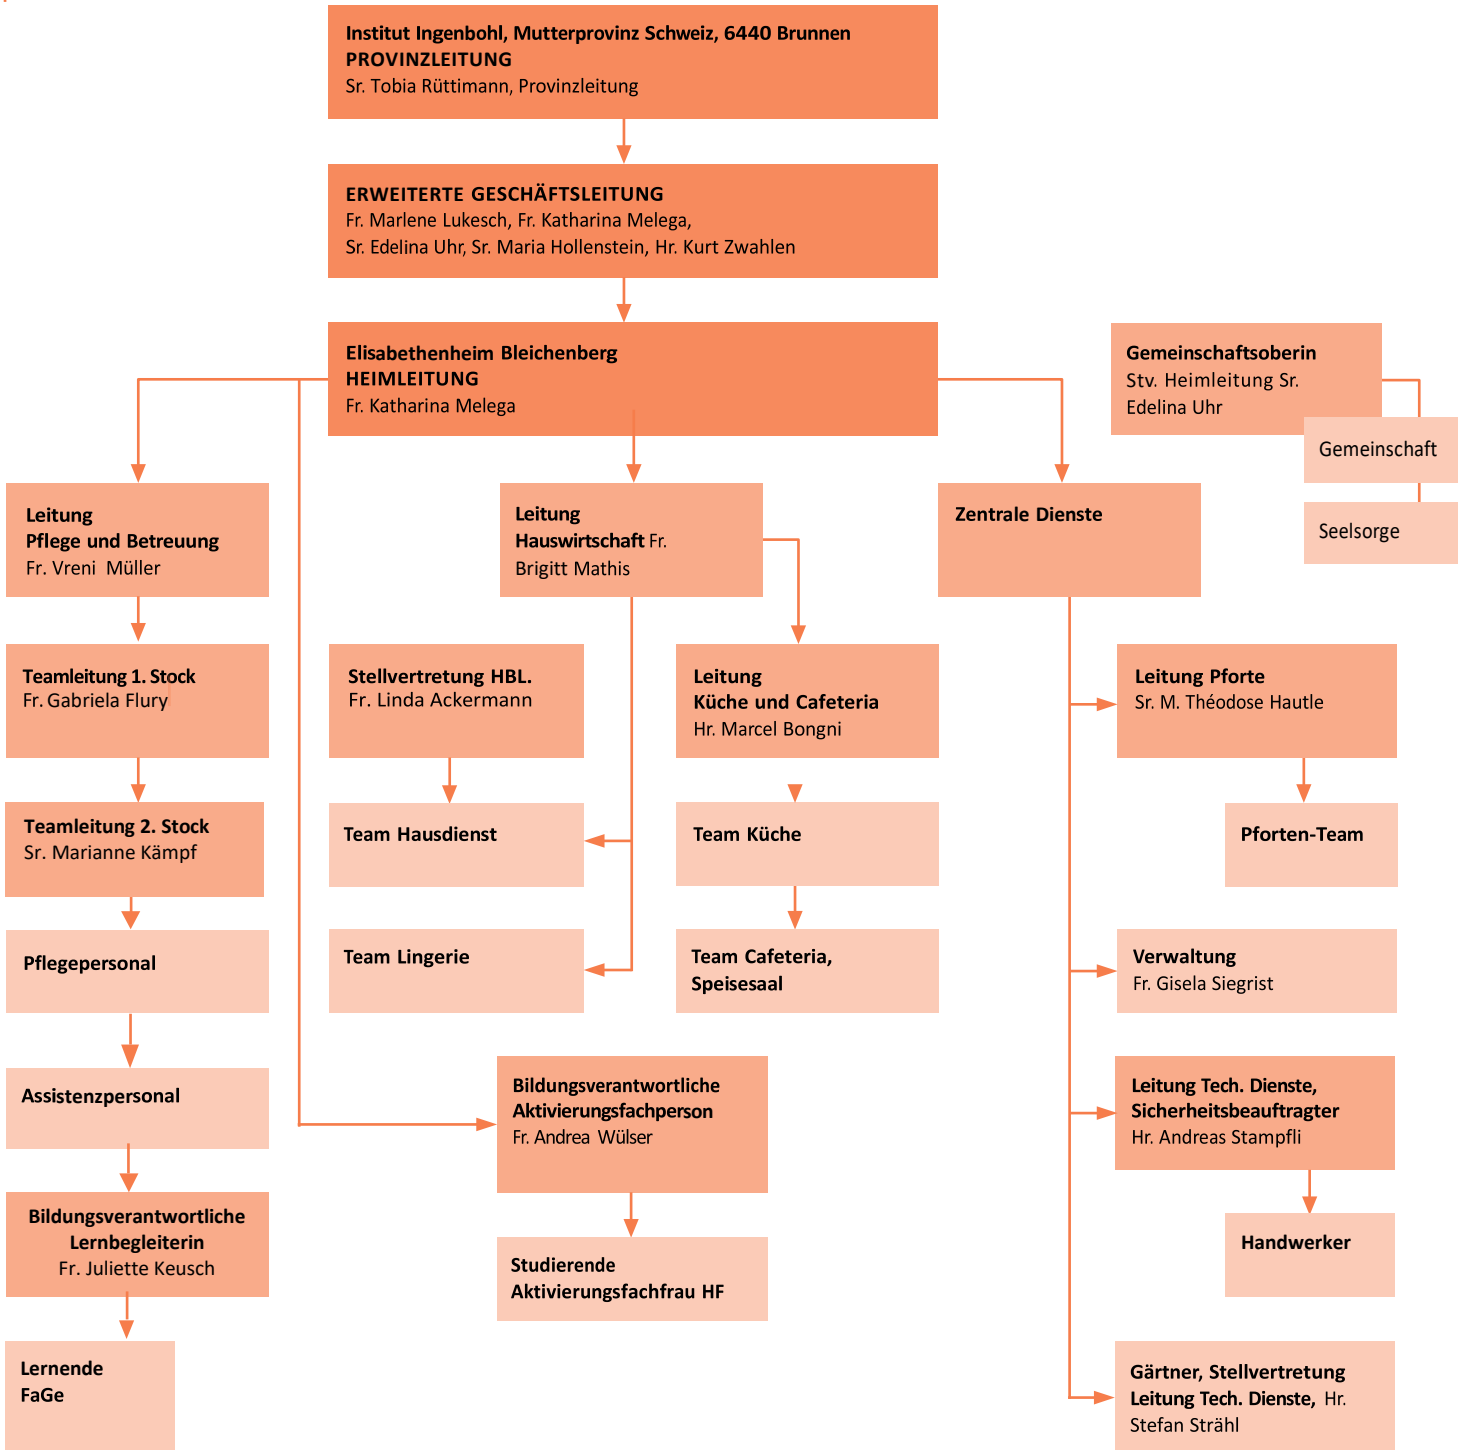 Institut Ingenbohl, Mutterprovinz Schweiz, 6440 Brunnen
PROVINZLEITUNG
Sr. Tobia Rüttimann, Provinzleitung
ERWEITERTE GESCHÄFTSLEITUNG
Fr. Marlene Lukesch, Fr. Katharina Melega,
Sr. Edelina Uhr, Sr. Maria Hollenstein, Hr. Kurt Zwahlen
Elisabethenheim Bleichenberg
HEIMLEITUNG
Fr. Katharina Melega
Gemeinschaftsoberin
Stv. Heimleitung Sr.
Edelina Uhr
Gemeinschaft
Seelsorge
Leitung
Pflege und Betreuung
Fr. Vreni Müller
Leitung
Hauswirtschaft Fr.
Brigitt Mathis
Zentrale Dienste
Teamleitung 1. Stock
Fr. Gabriela Flury
Stellvertretung HBL.
Fr. Linda Ackermann
Leitung
Küche und Cafeteria
Hr. Marcel Bongni
Leitung Pforte
Sr. M. Théodose Hautle
Teamleitung 2. Stock
Sr. Marianne Kämpf
Team Hausdienst
Team Küche
Pforten-Team
Pflegepersonal
Team Lingerie
Team Cafeteria,
Speisesaal
Verwaltung
Fr. Gisela Siegrist
Assistenzpersonal
Bildungsverantwortliche
Aktivierungsfachperson
Fr. Andrea Wülser
Leitung Tech. Dienste,
Sicherheitsbeauftragter
Hr. Andreas Stampfli
Bildungsverantwortliche
Lernbegleiterin
Fr. Juliette Keusch
Studierende
Aktivierungsfachfrau HF
Handwerker
Lernende
FaGe
Gärtner, Stellvertretung
Leitung Tech. Dienste, Hr.
Stefan Strähl